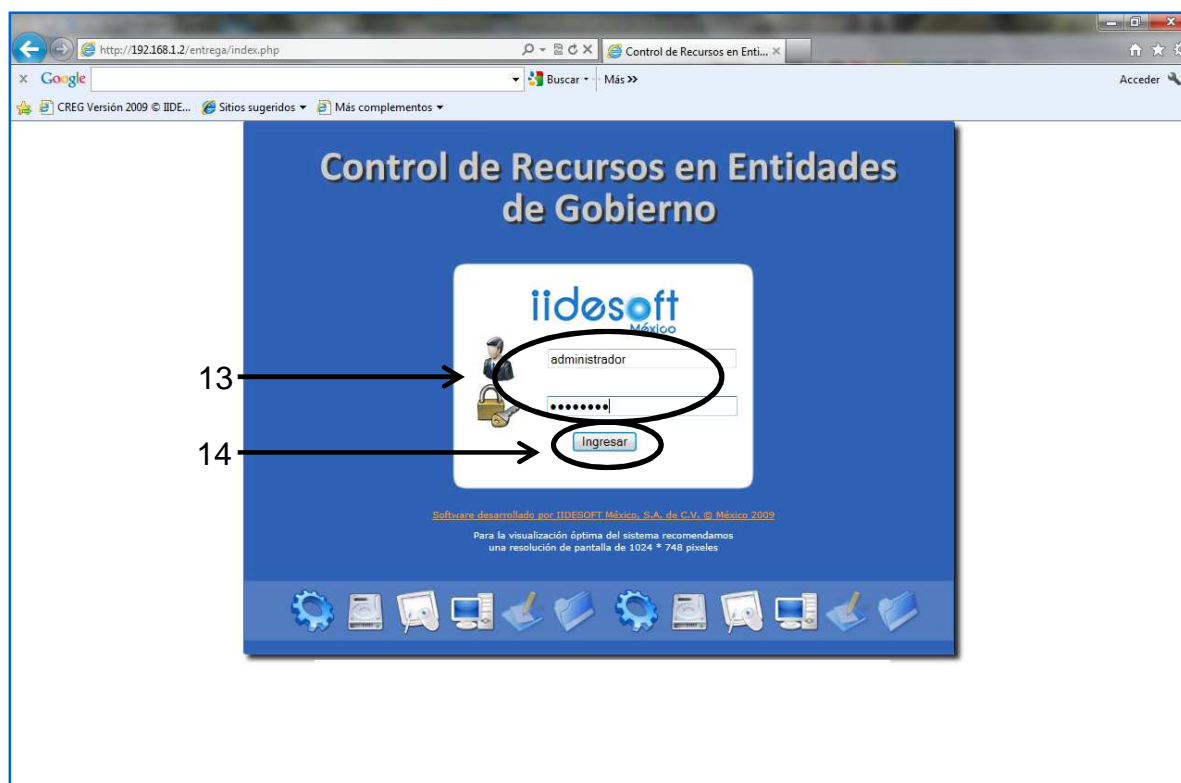 http://192.168.1.2/entrega/index.php
Control de Recursos en Enti...
x Google
Buscar
Más >>
Acceder
CREG Versión 2009 © IIDE...
Sitios sugeridos
Más complementos
Control de Recursos en Entidades
de Gobierno
iidesoft
México
administrador
••••••••
13
Ingresar
14
Software desarrollado por IIDESOFT México, S.A. de C.V. © México 2009
Para la visualización óptima del sistema recomendamos
una resolución de pantalla de 1024 * 748 pixeles